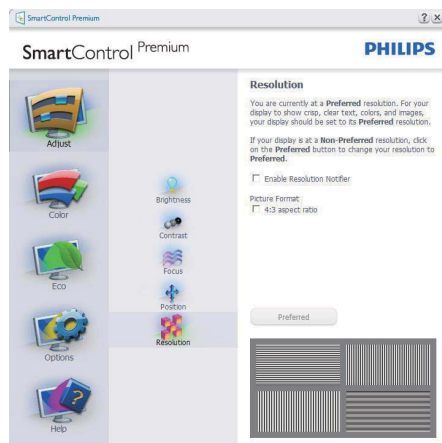 SmartControl Premium
SmartControl Premium
PHILIPS
Adjust
Color
Eco
Options
Help
Brightness
Contrast
Focus
Position
Resolution
Resolution
You are currently at a Preferred resolution. For your
display to show crisp, clear text, colors, and images,
your display should be set to its Preferred resolution.
If your display is at a Non-Preferred resolution, click
on the Preferred button to change your resolution to
Preferred.
Enable Resolution Notifier
Picture Format
4:3 aspect ratio
Preferred